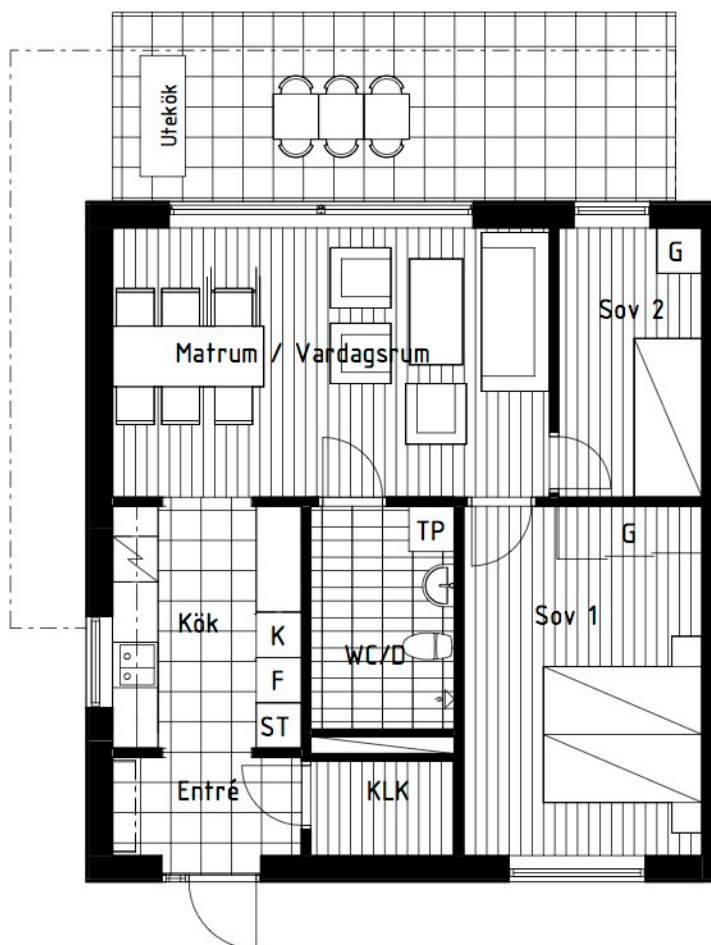 Utekök
G
Sov 2
Matrum / Vardagsrum
TP
G
Kök
K
Sov 1
WC/D
F
ST
Entré
KLK